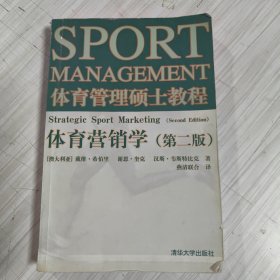 SPORT
MANAGEMENT
体育管理硕士教程
Strategic Sport Marketing (Second Edition)
体育营销学（第二版）
[澳大利亚] 戴维·希伯里 谢恩·奎克 汉斯·韦斯特比克 著
燕清联合 译
清华大学出版社